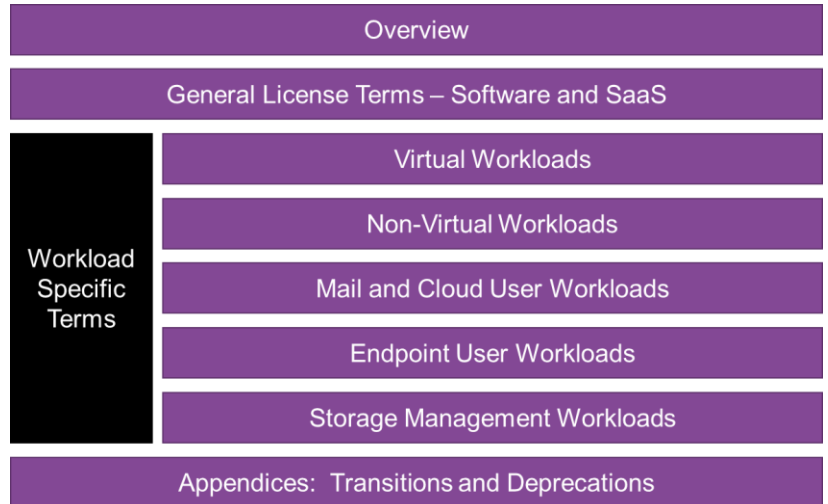 Overview
General License Terms – Software and SaaS
Workload
Specific
Terms
Virtual Workloads
Non-Virtual Workloads
Mail and Cloud User Workloads
Endpoint User Workloads
Storage Management Workloads
Appendices: Transitions and Deprecations